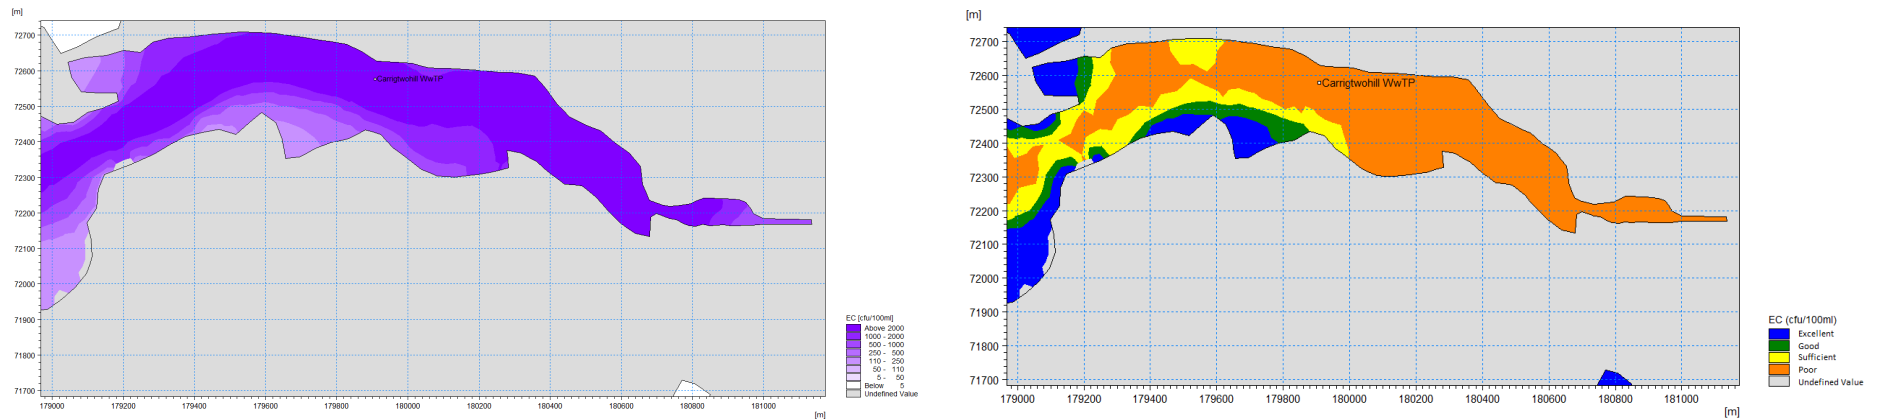 [m]
72700
72600
72500
72400
72300
72200
72100
72000
71900
71800
71700
179000 179200 179400 179600 179800 180000 180200 180400 180600 180800 181000
[m]
Carrigtwohill WwTP
EC [cfu/100ml]
Above 2000
1000 - 2000
500 - 1000
250 - 500
110 - 250
50 - 110
5 - 50
Below 5
Undefined Value
[m]
72700
72600
72500
72400
72300
72200
72100
72000
71900
71800
71700
179000 179200 179400 179600 179800 180000 180200 180400 180600 180800 181000
[m]
Carrigtwohill WwTP
EC (cfu/100ml)
Excellent
Good
Sufficient
Poor
Undefined Value